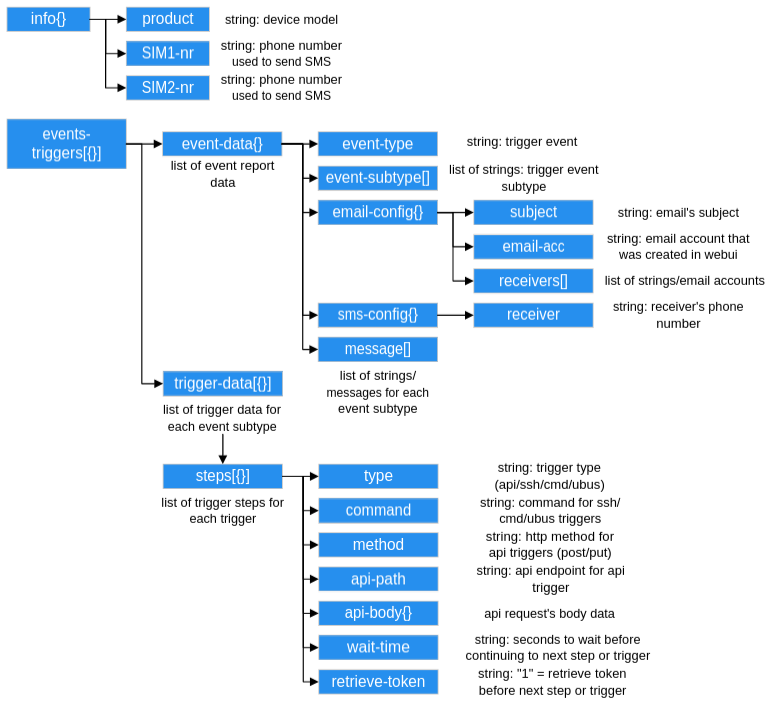 info{}
product
string: device model
SIM1-nr
string: phone number
used to send SMS
SIM2-nr
string: phone number
used to send SMS
events-
triggers[{}]
event-data{}
list of event report
data
event-type
string: trigger event
event-subtype[]
list of strings: trigger event
subtype
email-config{}
subject
string: email's subject
email-acc
string: email account that
was created in webui
receivers[]
list of strings/email accounts
sms-config{}
receiver
string: receiver's phone
number
message[]
list of strings/
messages for each
event subtype
trigger-data[{}]
list of trigger data for
each event subtype
steps[{}]
list of trigger steps for
each trigger
type
string: trigger type
(api/ssh/cmd/ubus)
command
string: command for ssh/
cmd/ubus triggers
method
string: http method for
api triggers (post/put)
api-path
string: api endpoint for api
trigger
api-body{}
api request's body data
wait-time
string: seconds to wait before
continuing to next step or trigger
retrieve-token
string: "1" = retrieve token
before next step or trigger